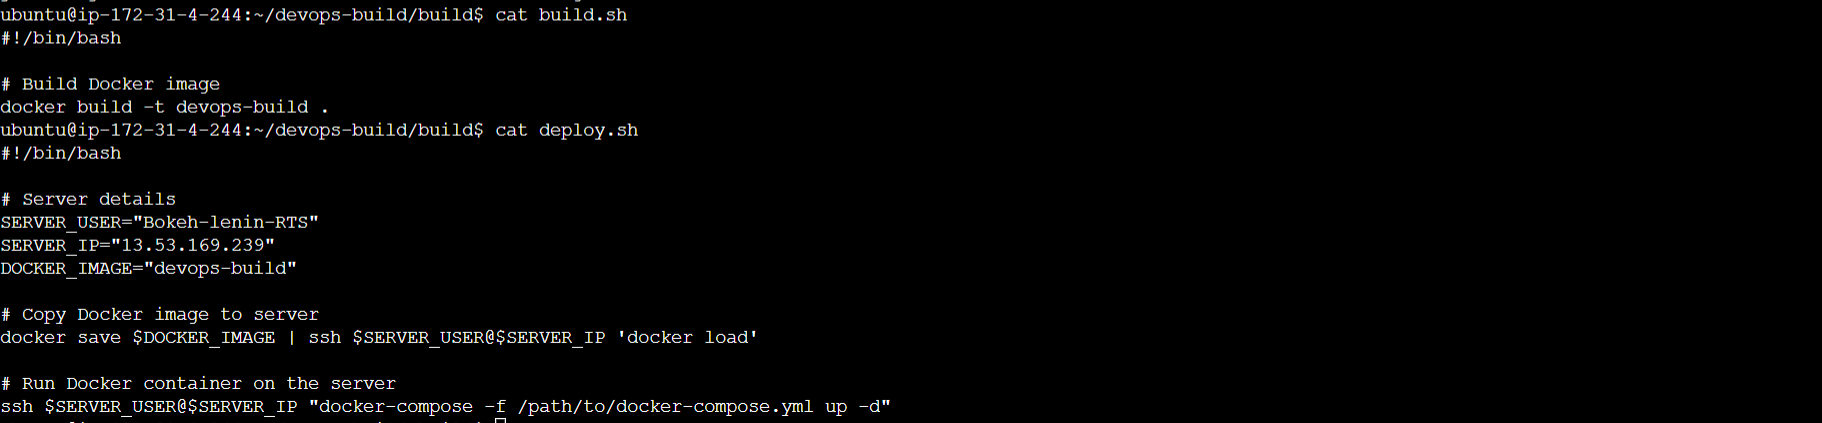 ubuntu@ip-172-31-4-244:~/devops-build/build$ cat build.sh
#!/bin/bash
# Build Docker image
docker build -t devops-build .
ubuntu@ip-172-31-4-244:~/devops-build/build$ cat deploy.sh
#!/bin/bash
# Server details
SERVER_USER="Bokeh-lenin-RTS"
SERVER_IP="13.53.169.239"
DOCKER_IMAGE="devops-build"
# Copy Docker image to server
docker save $DOCKER_IMAGE | ssh $SERVER_USER@$SERVER_IP 'docker load'
# Run Docker container on the server
ssh $SERVER_USER@$SERVER_IP "docker-compose -f /path/to/docker-compose.yml up -d"